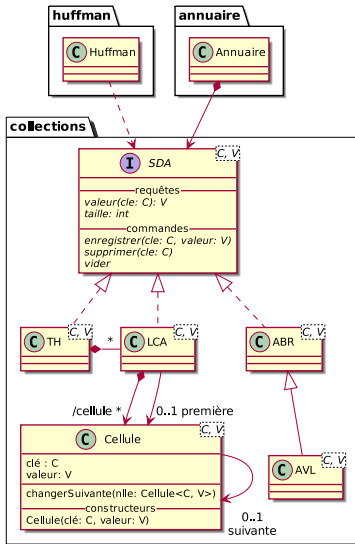 huffman
annuaire
C Huffman
C Annuaire
collections
C, V
I SDA
requêtes
valeur(cle: C): V
taille: int
commandes
enregistrer(cle: C, valeur: V)
supprimer(cle: C)
vider
C, V
C TH
*
C, V
C LCA
C, V
C ABR
/cellule *
0..1 première
C, V
C Cellule
clé : C
valeur: V
changerSuivante(nlle: Cellule<C, V>)
constructeurs
Cellule(clé: C, valeur: V)
0..1
suivante
C, V
C AVL